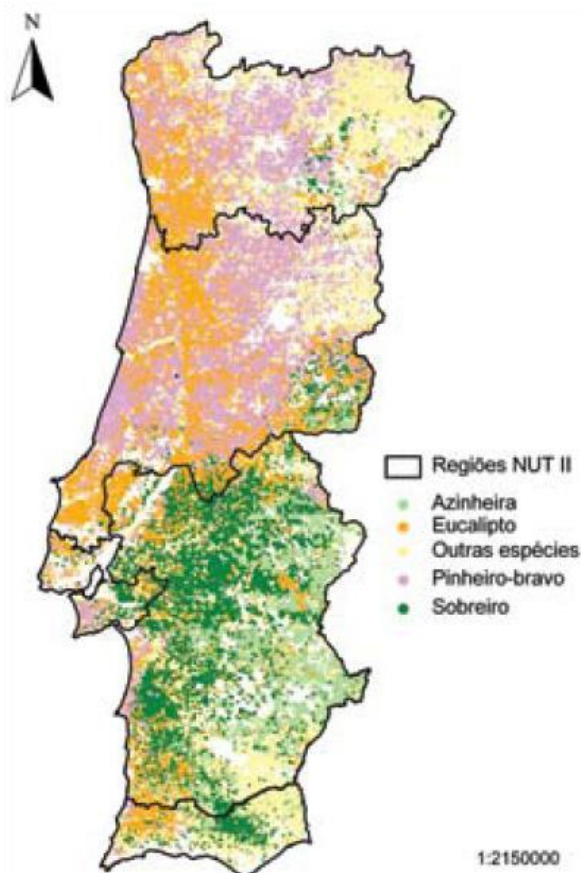 N
Regiões NUT II
Azinheira
Eucalipto
Outras espécies
Pinheiro-bravo
Sobreiro
1:2150000